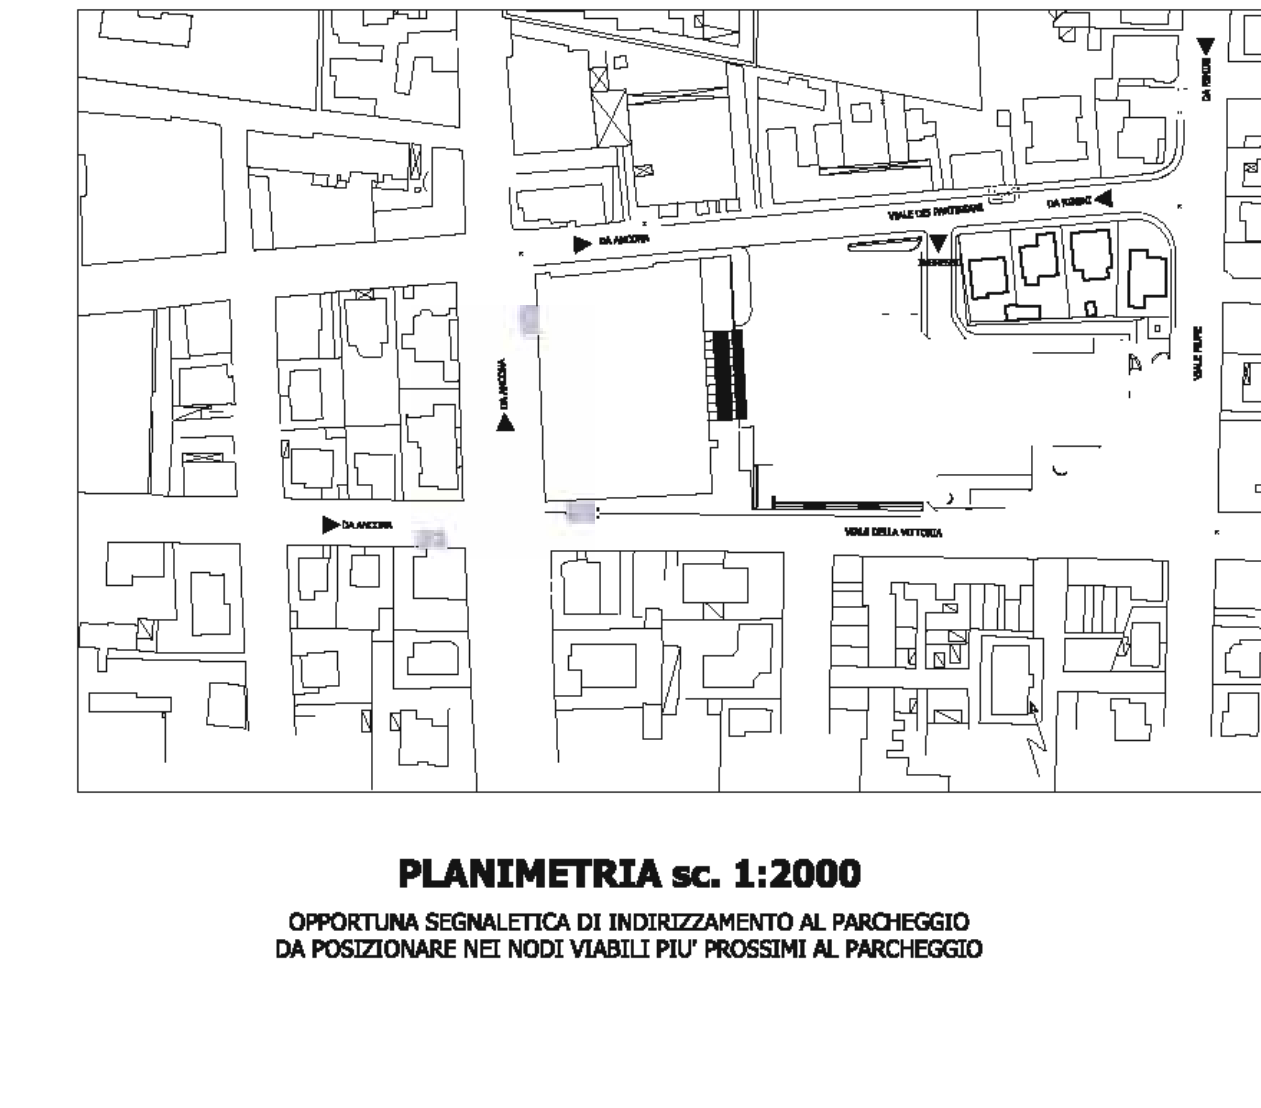 DA RIMINI
VIALE DEI PARTIGIANI
DA RIMINI
DA ANCONA
INGRESSO
DA ANCONA
VIALE FIUME
DA ANCONA
VIALE DELLA VITTORIA
PLANIMETRIA sc. 1:2000
OPPORTUNA SEGNALETICA DI INDIRIZZAMENTO AL PARCHEGGIO
DA POSIZIONARE NEI NODI VIABILI PIU' PROSSIMI AL PARCHEGGIO